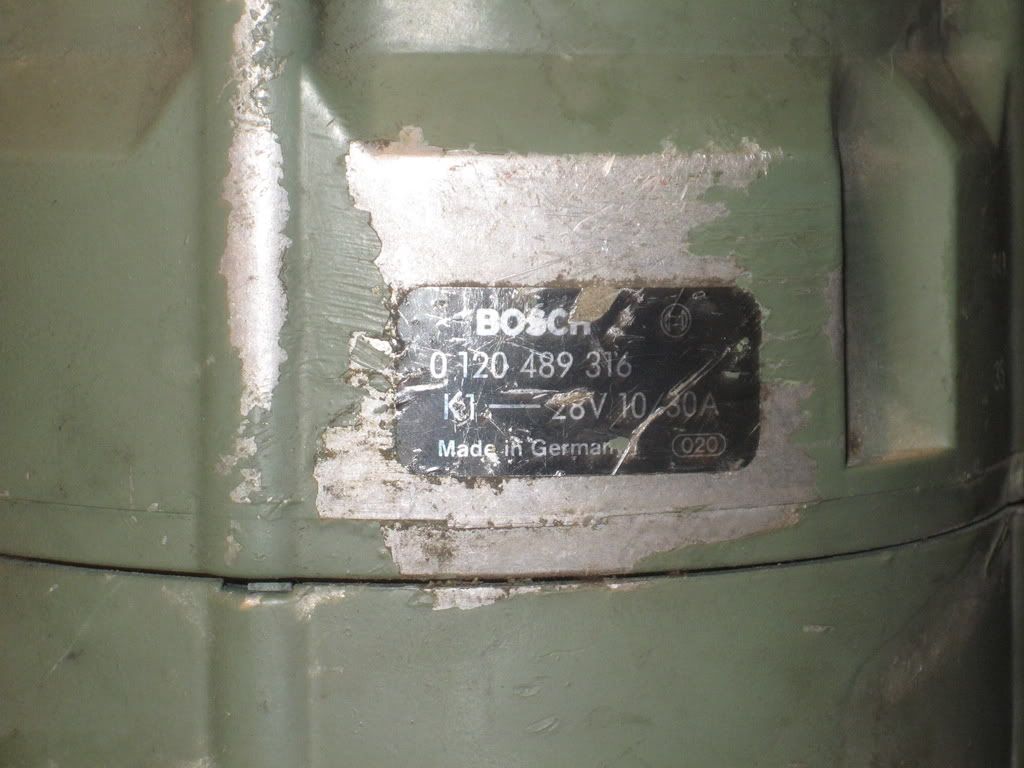 BOSCH
0 120 489 316
K1 — 28V 10/30A
Made in Germany 020